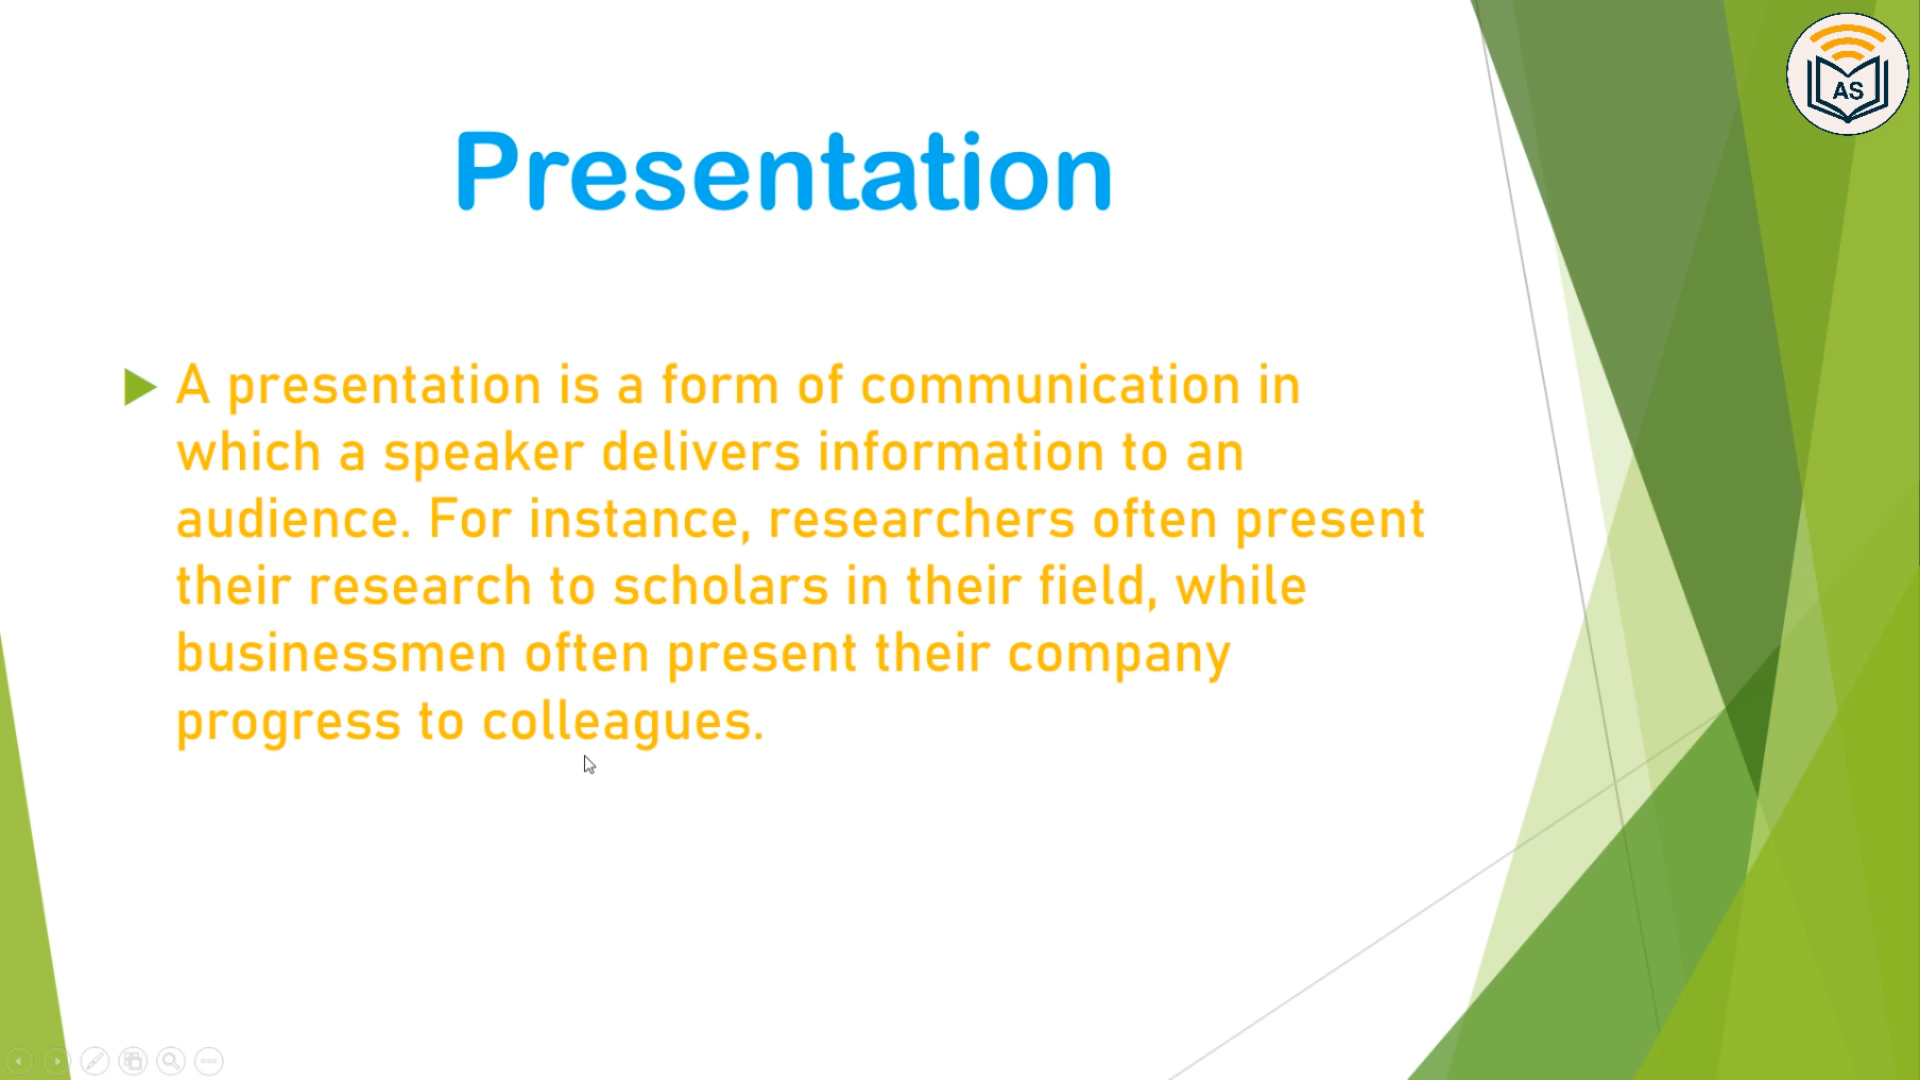 AS
Presentation
A presentation is a form of communication in
which a speaker delivers information to an
audience. For instance, researchers often present
their research to scholars in their field, while
businessmen often present their company
progress to colleagues.